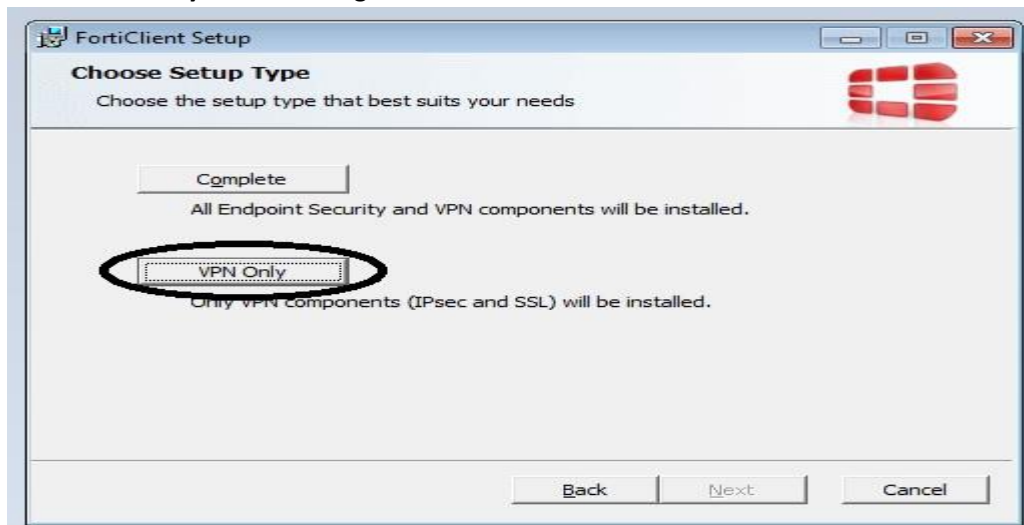 FortiClient Setup
Choose Setup Type
Choose the setup type that best suits your needs
Complete
All Endpoint Security and VPN components will be installed.
VPN Only
Only VPN components (IPsec and SSL) will be installed.
Back Next Cancel